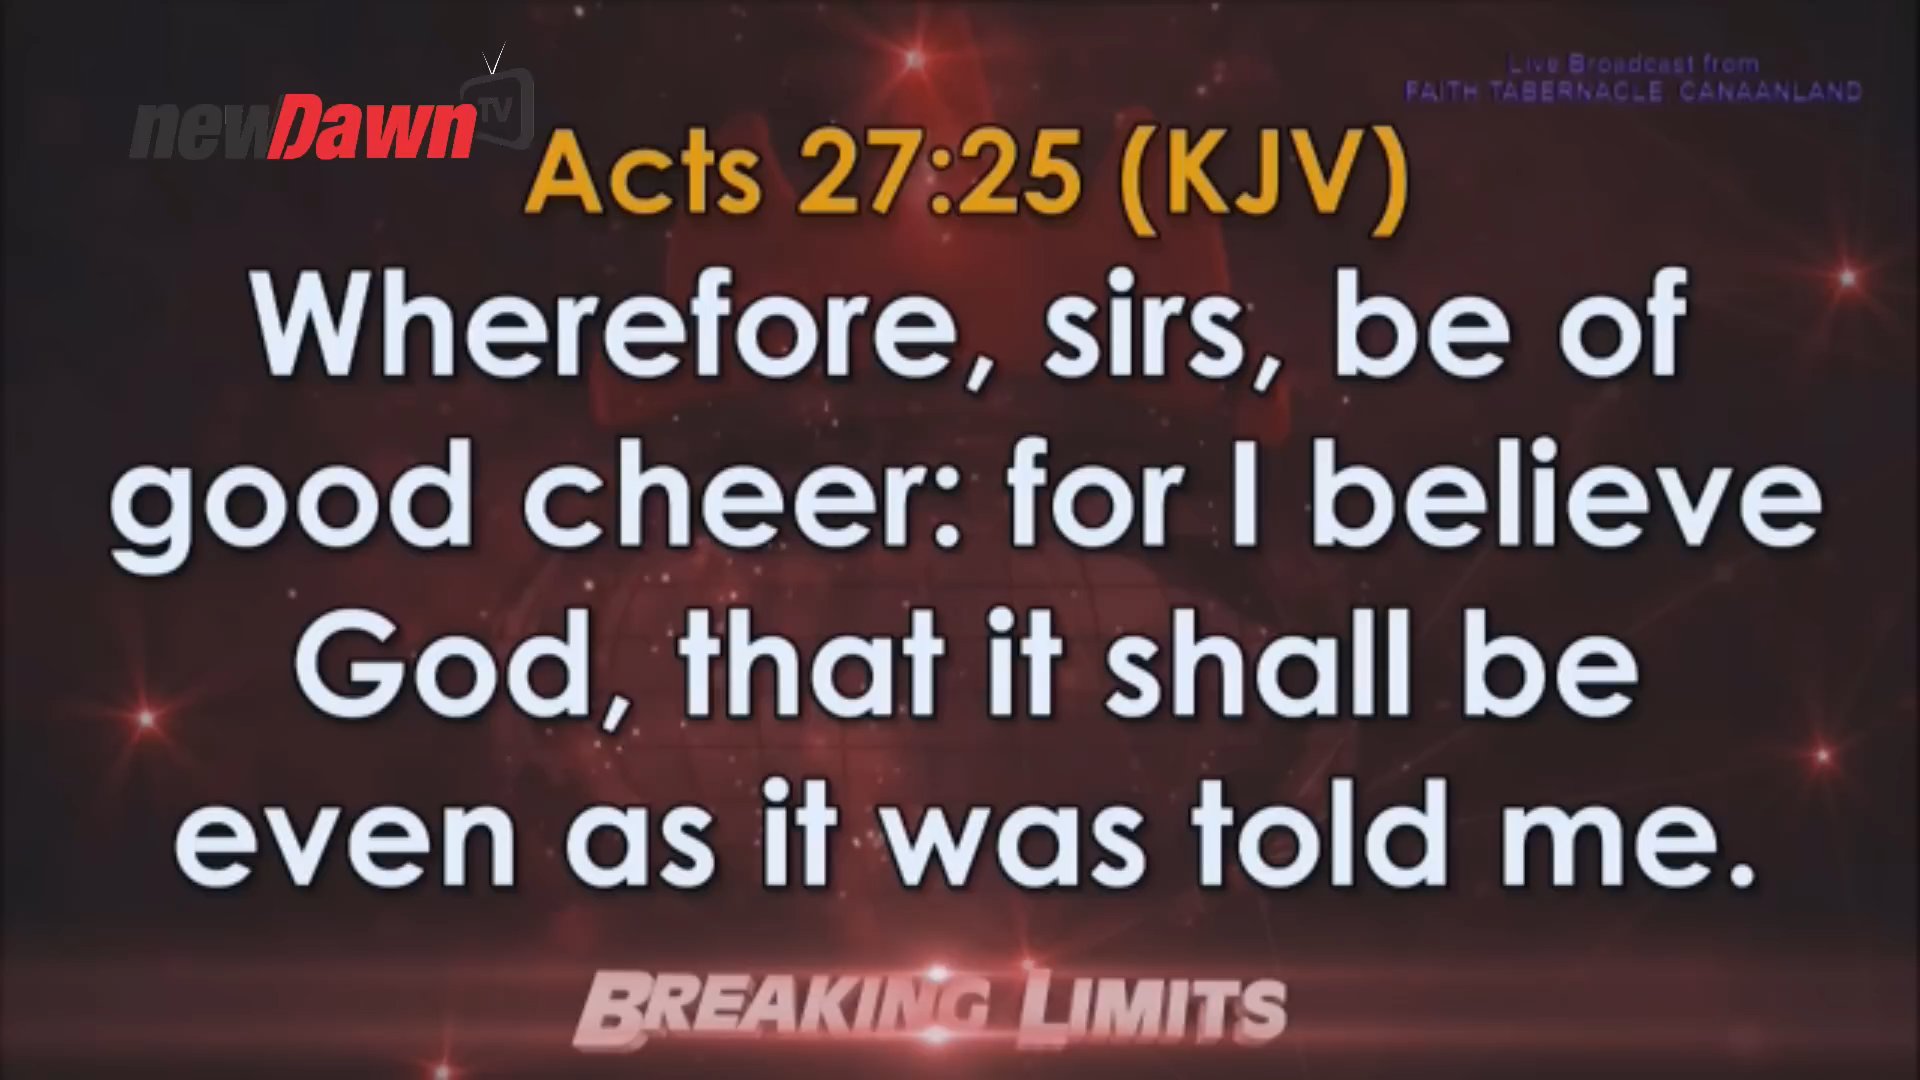 newDawn TV
Live Broadcast from
FAITH TABERNACLE, CANAANLAND
Acts 27:25 (KJV)
Wherefore, sirs, be of
good cheer: for I believe
God, that it shall be
even as it was told me.
BREAKING LIMITS